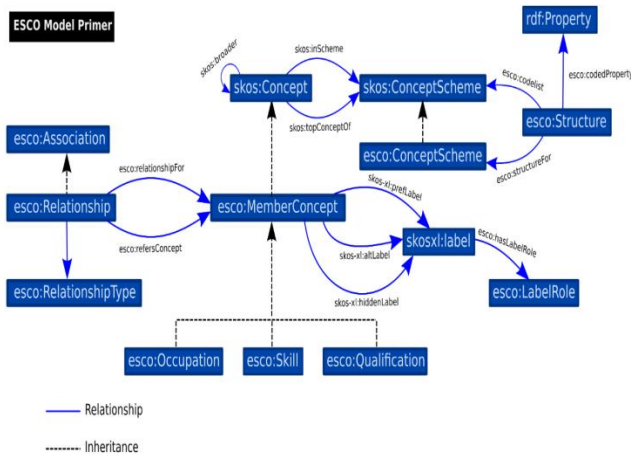 ESCO Model Primer
rdf:Property
skos:broader
skos:inScheme
esco:codelist
esco:codedProperty
skos:Concept
skos:ConceptScheme
skos:topConceptOf
esco:Structure
esco:Association
esco:ConceptScheme
esco:structureFor
esco:relationshipFor
skos-xl:prefLabel
esco:Relationship
esco:MemberConcept
esco:refersConcept
skos-xl:altLabel
skosxl:label
esco:hasLabelRole
skos-xl:hiddenLabel
esco:RelationshipType
esco:LabelRole
esco:Occupation
esco:Skill
esco:Qualification
Relationship
Inheritance